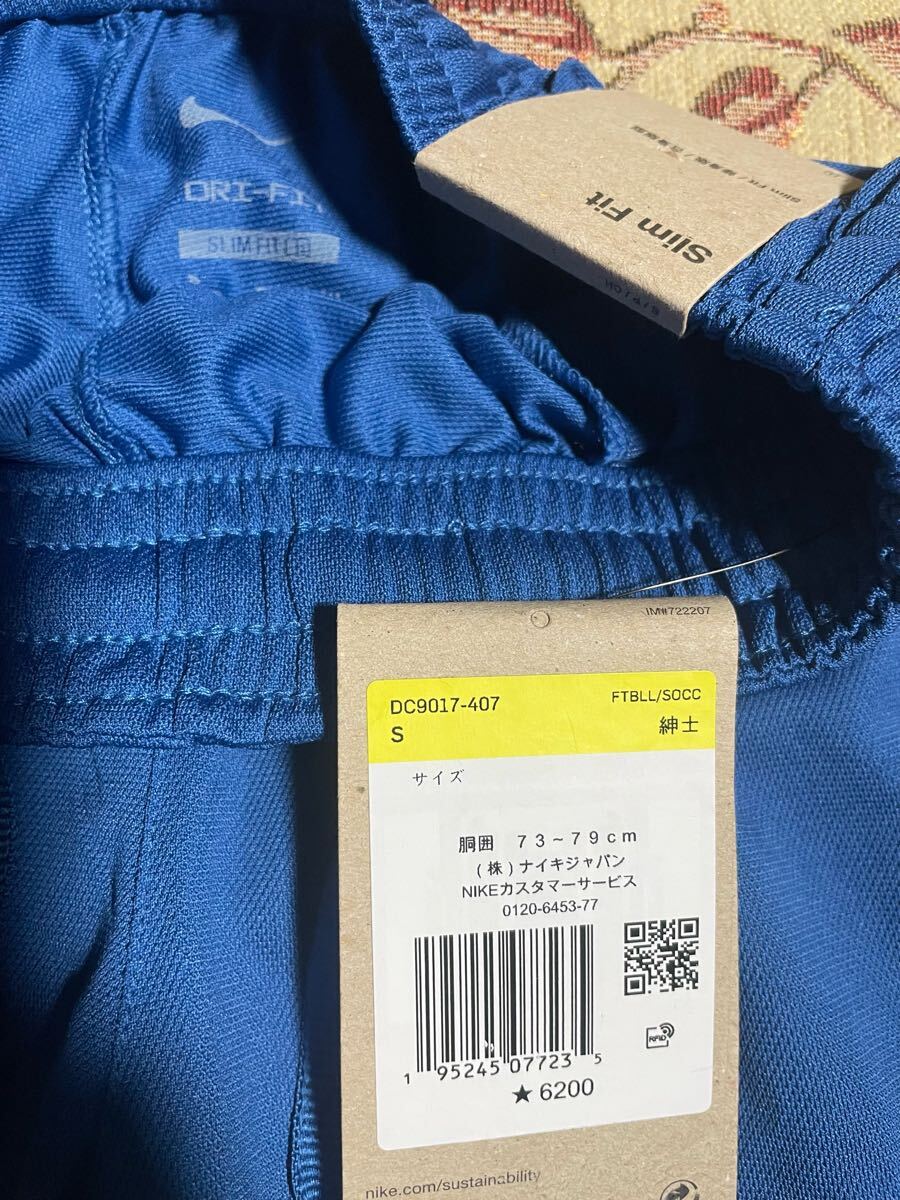 DRI-FIT
SLIM FIT
Slim Fit
IM#722207
DC9017-407
FTBLL/SOCC
S
紳士
サイズ
胴囲 73~79cm
(株)ナイキジャパン
NIKEカスタマーサービス
0120-6453-77
RFID
1 95245 07723 5
★6200
nike.com/sustainability